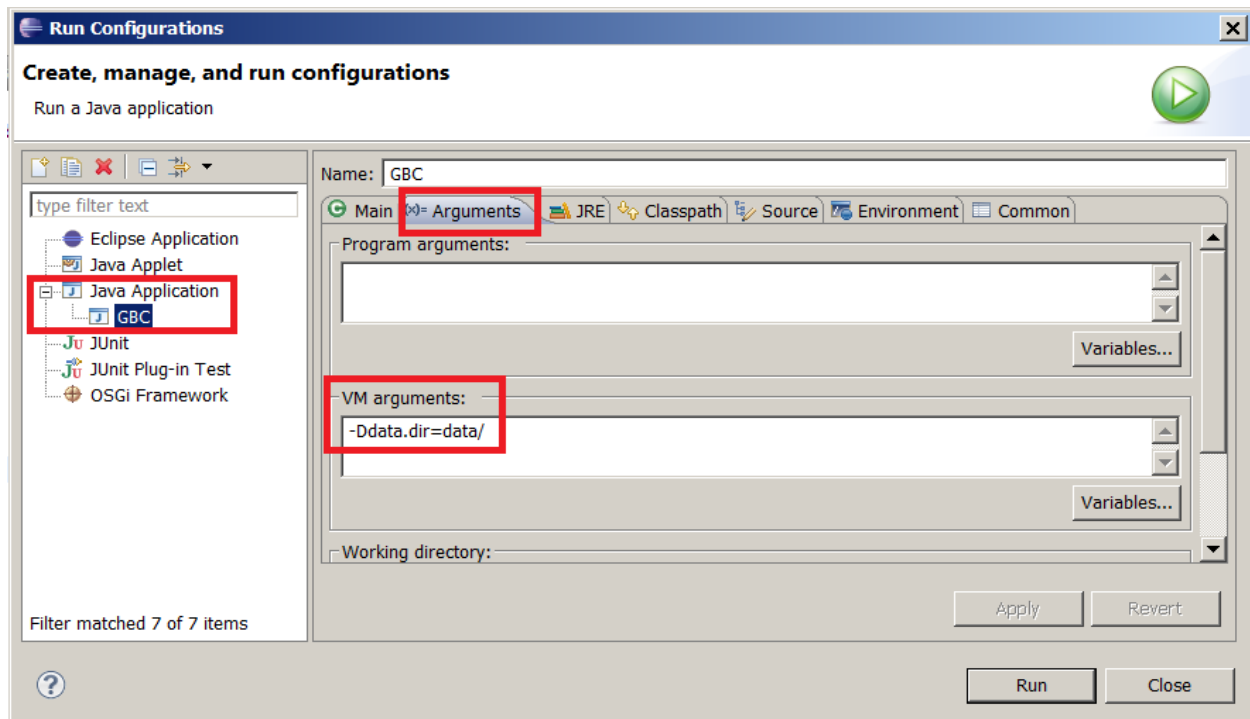 Run Configurations
Create, manage, and run configurations
Run a Java application
type filter text
Eclipse Application
Java Applet
Java Application
GBC
JUnit
JUnit Plug-in Test
OSGi Framework
Filter matched 7 of 7 items
Name: GBC
Main (x)= Arguments JRE Classpath Source Environment Common
Program arguments:
Variables...
VM arguments:
-Ddata.dir=data/
Variables...
Working directory:
Apply Revert
Run Close